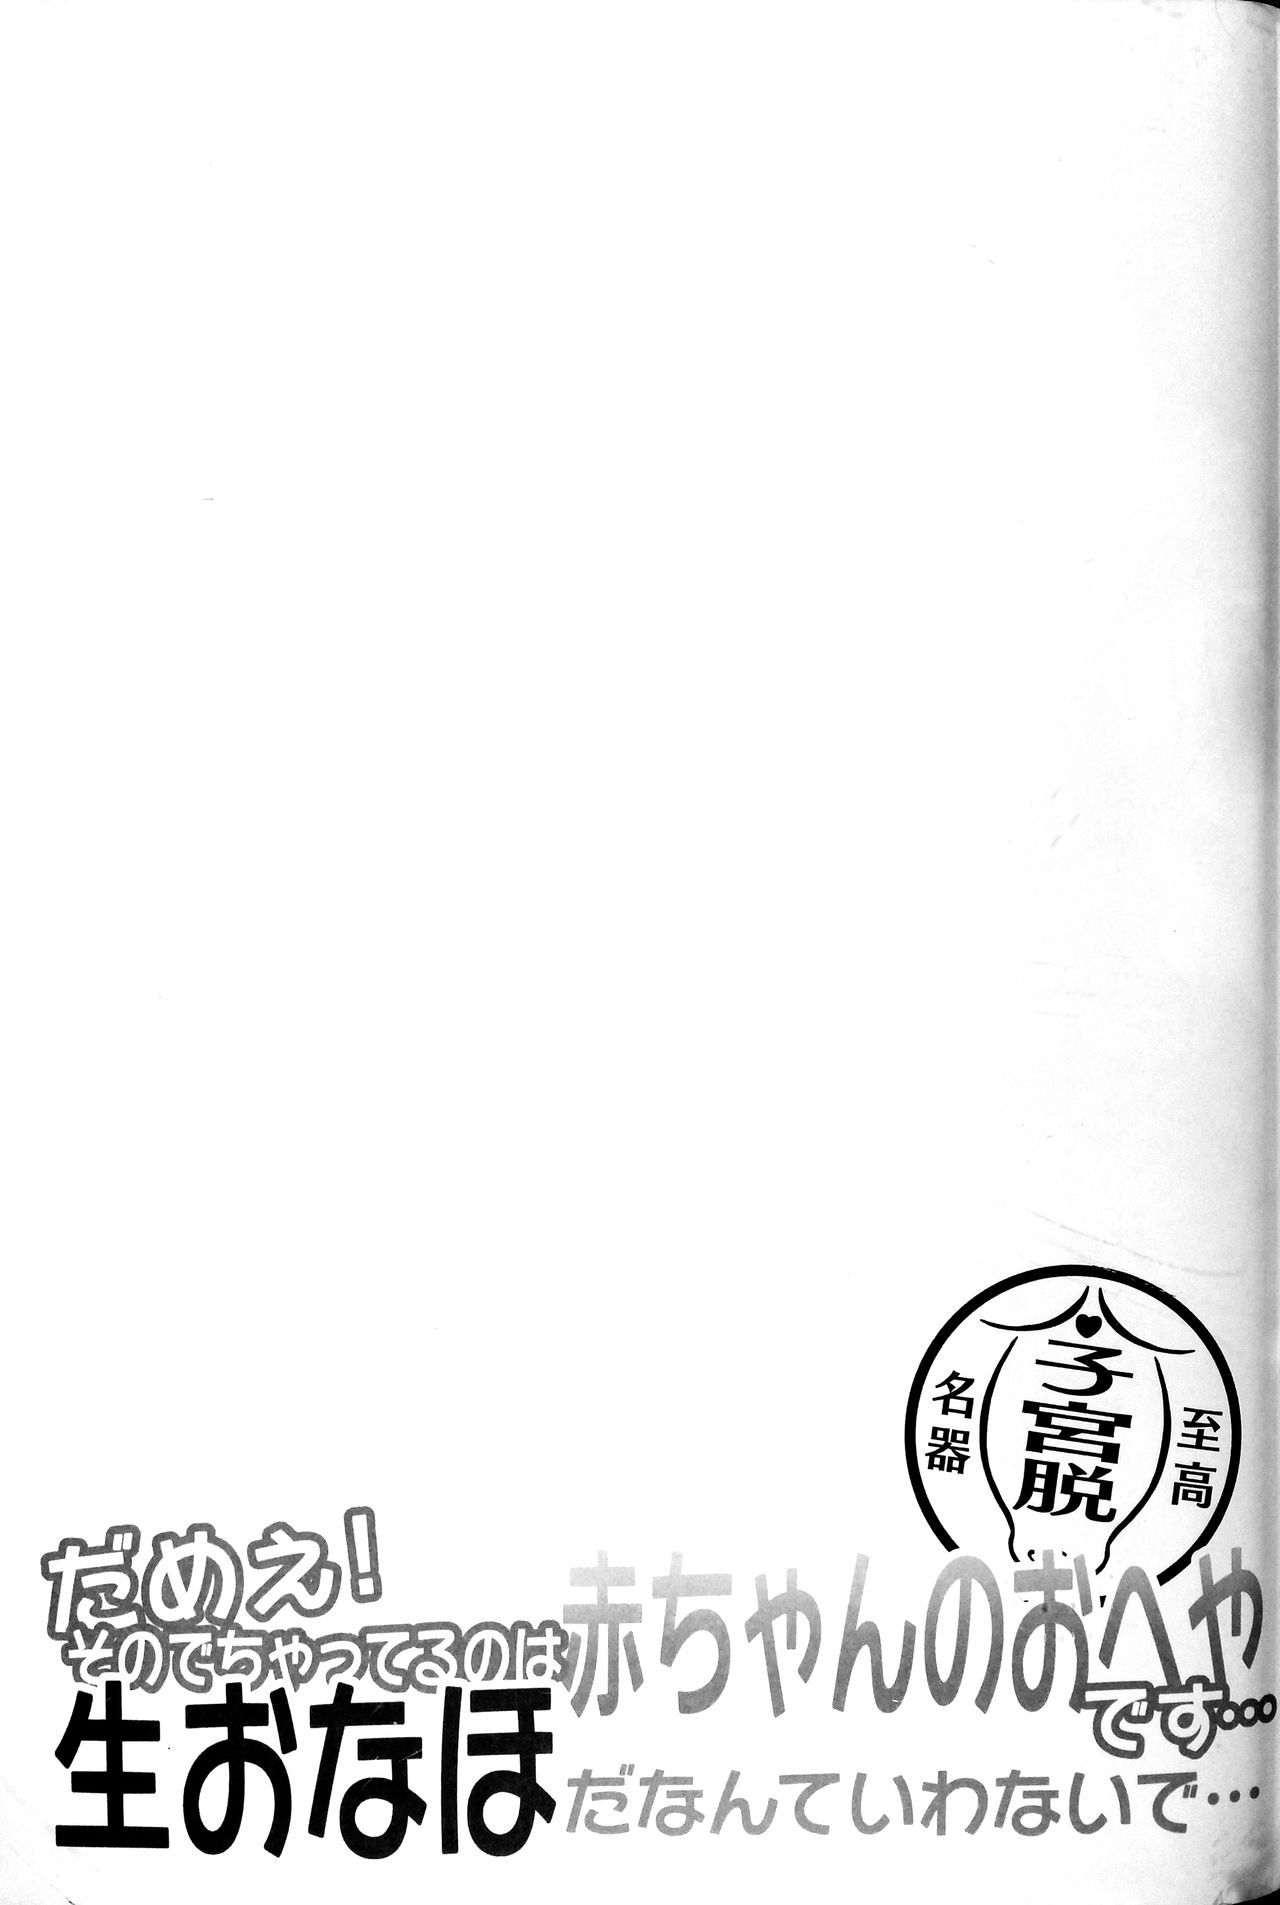 子宮脱
至高
名器
だめえ!
そのでちゃってるのは
赤ちゃんのおへや
です…
生おなほ
だなんていわないで…